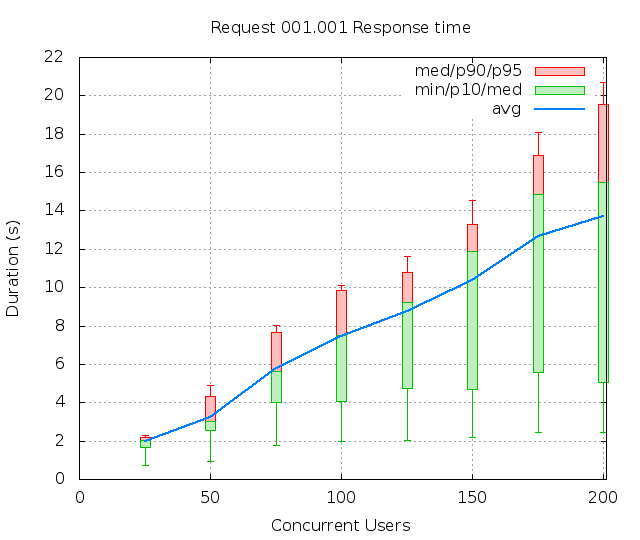 Request 001.001 Response time
22
20
18
16
14
12
10
8
6
4
2
0
Duration (s)
med/p90/p95
min/p10/med
avg
0 50 100 150 200
Concurrent Users